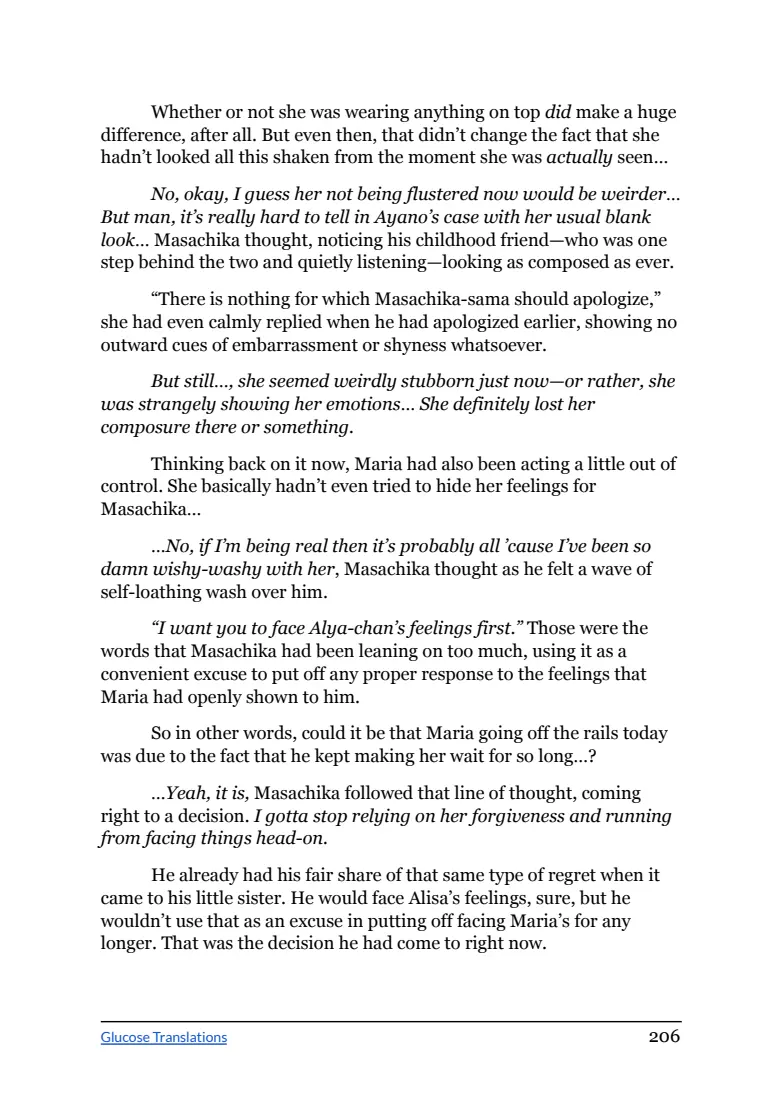 Whether or not she was wearing anything on top did make a huge
difference, after all. But even then, that didn’t change the fact that she
hadn’t looked all this shaken from the moment she was actually seen…
No, okay, I guess her not being flustered now would be weirder…
But man, it’s really hard to tell in Ayano’s case with her usual blank
look… Masachika thought, noticing his childhood friend—who was one
step behind the two and quietly listening—looking as composed as ever.
“There is nothing for which Masachika-sama should apologize,”
she had even calmly replied when he had apologized earlier, showing no
outward cues of embarrassment or shyness whatsoever.
But still…, she seemed weirdly stubborn just now—or rather, she
was strangely showing her emotions… She definitely lost her
composure there or something.
Thinking back on it now, Maria had also been acting a little out of
control. She basically hadn’t even tried to hide her feelings for
Masachika…
…No, if I’m being real then it’s probably all ’cause I’ve been so
damn wishy-washy with her, Masachika thought as he felt a wave of
self-loathing wash over him.
“I want you to face Alya-chan’s feelings first.” Those were the
words that Masachika had been leaning on too much, using it as a
convenient excuse to put off any proper response to the feelings that
Maria had openly shown to him.
So in other words, could it be that Maria going off the rails today
was due to the fact that he kept making her wait for so long…?
…Yeah, it is, Masachika followed that line of thought, coming
right to a decision. I gotta stop relying on her forgiveness and running
from facing things head-on.
He already had his fair share of that same type of regret when it
came to his little sister. He would face Alisa’s feelings, sure, but he
wouldn’t use that as an excuse in putting off facing Maria’s for any
longer. That was the decision he had come to right now.
Glucose Translations
206